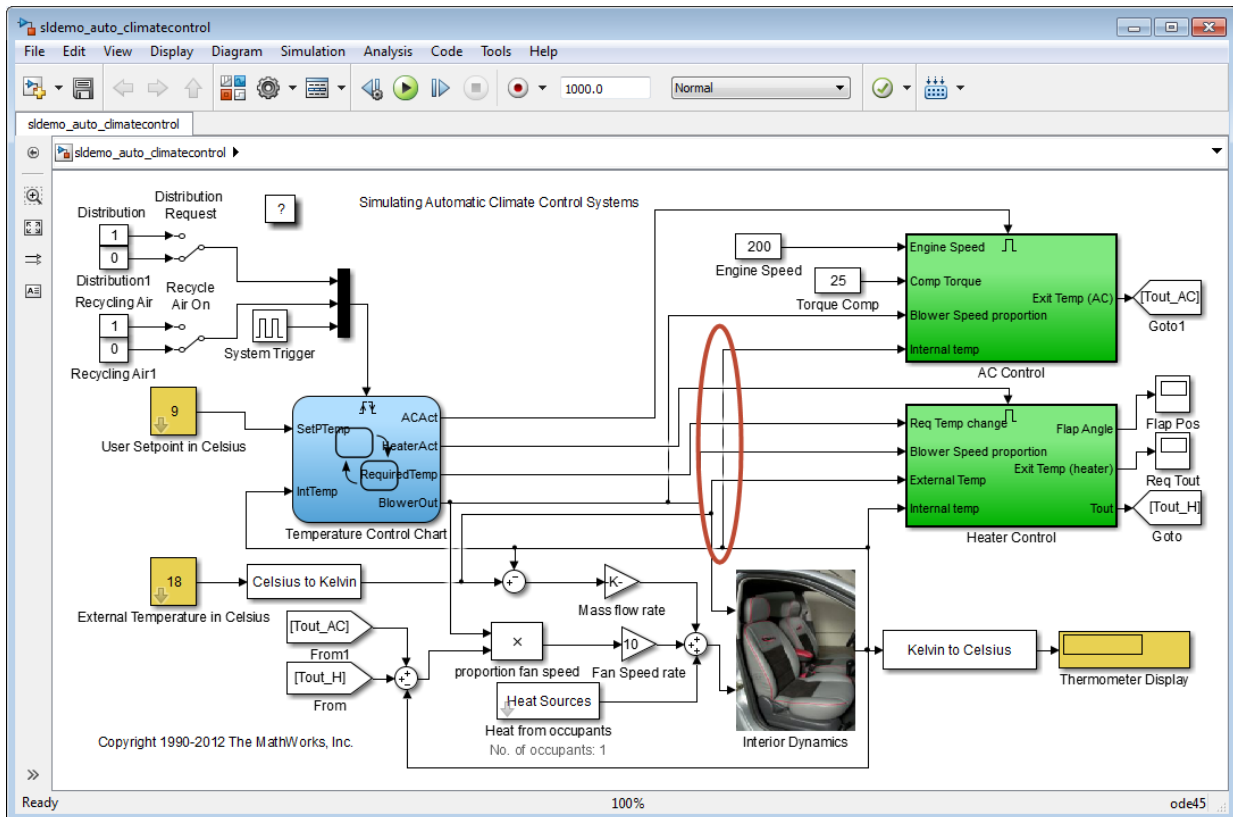 sldemo_auto_climatecontrol
File Edit View Display Diagram Simulation Analysis Code Tools Help
1000.0 Normal
sldemo_auto_climatecontrol
sldemo_auto_climatecontrol
Simulating Automatic Climate Control Systems
Distribution
Distribution
Request
?
1
0
Distribution1
Recycling Air
Recycle
Air On
1
0
Recycling Air1
System Trigger
200
Engine Speed
25
Torque Comp
Engine Speed
Comp Torque
Blower Speed proportion
Internal temp
Exit Temp (AC)
AC Control
[Tout_AC]
Goto1
9
User Setpoint in Celsius
SetPTemp
IntTemp
ACAct
HeaterAct
RequiredTemp
BlowerOut
Temperature Control Chart
Req Temp change
Blower Speed proportion
External Temp
Internal temp
Flap Angle
Exit Temp (heater)
Tout
Heater Control
Flap Pos
Req Tout
[Tout_H]
Goto
18
External Temperature in Celsius
Celsius to Kelvin
-K-
Mass flow rate
[Tout_AC]
From1
[Tout_H]
From
×
proportion fan speed
10
Fan Speed rate
Heat Sources
Heat from occupants
No. of occupants: 1
Interior Dynamics
Kelvin to Celsius
Thermometer Display
Copyright 1990-2012 The MathWorks, Inc.
Ready 100% ode45